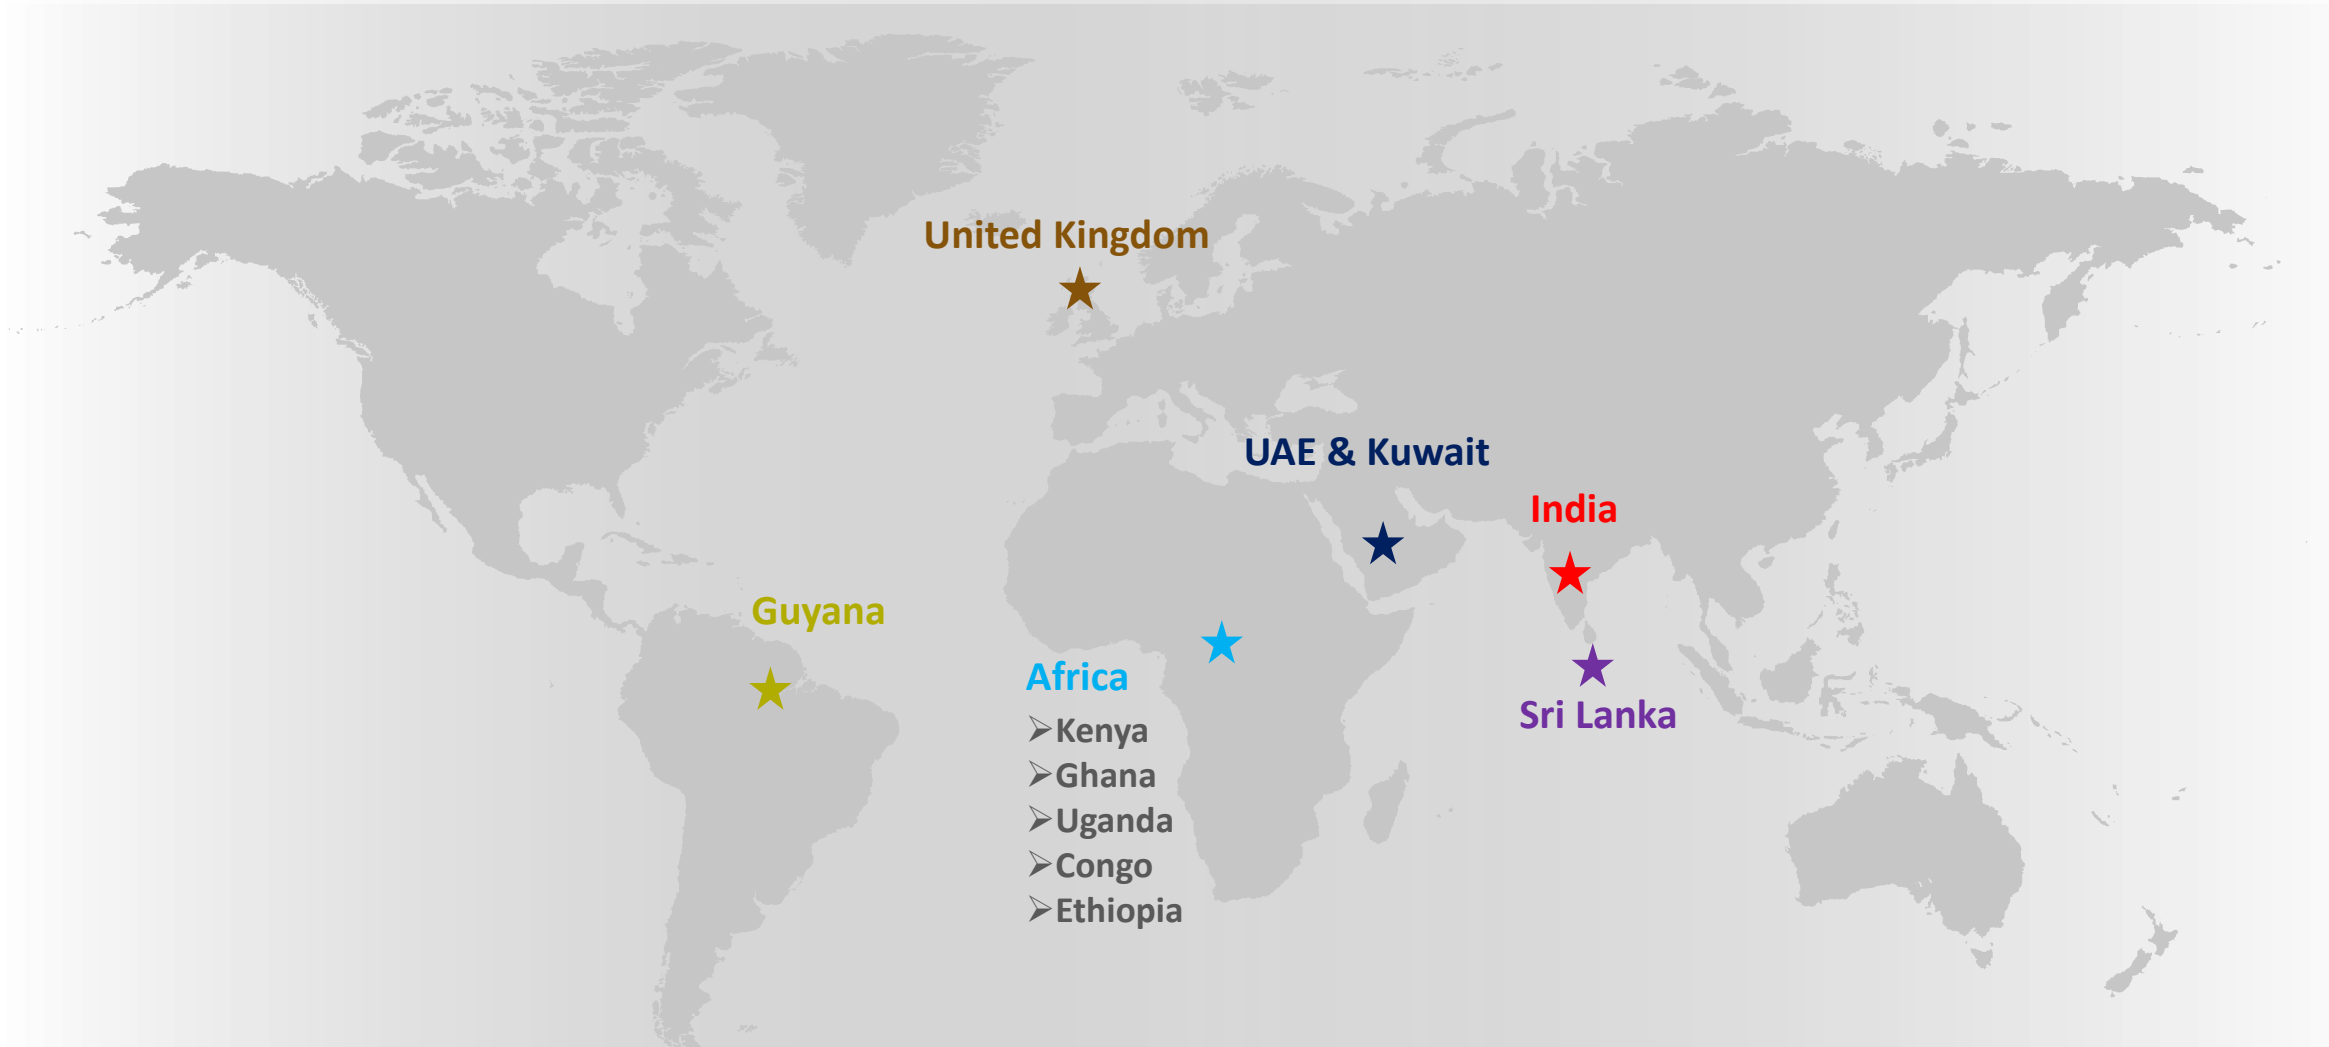 United Kingdom
UAE & Kuwait
India
Guyana
Africa
➢Kenya
➢Ghana
➢Uganda
➢Congo
➢Ethiopia
Sri Lanka